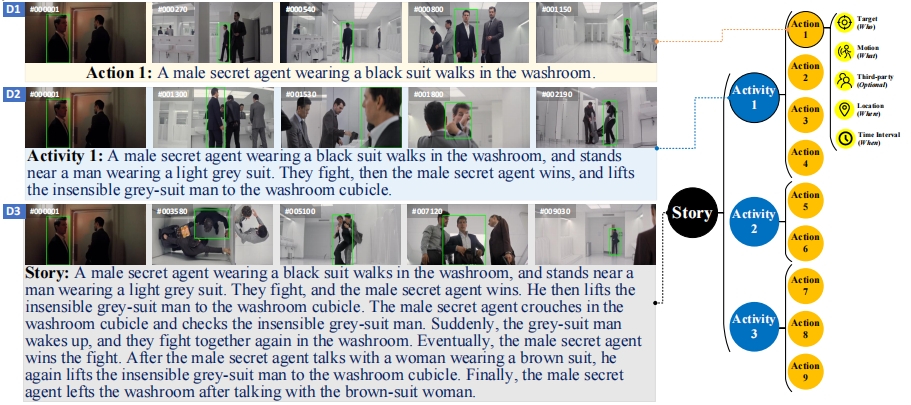 D1
#000001
#000270
#000540
#000800
#001150
Action 1: A male secret agent wearing a black suit walks in the washroom.
D2
#000001
#001300
#001530
#001800
#002190
Activity 1: A male secret agent wearing a black suit walks in the washroom, and stands
near a man wearing a light grey suit. They fight, then the male secret agent wins, and lifts
the insensible grey-suit man to the washroom cubicle.
D3
#000001
#003580
#005100
#007120
#009030
Story: A male secret agent wearing a black suit walks in the washroom, and stands near a
man wearing a light grey suit. They fight, and the male secret agent wins. He then lifts the
insensible grey-suit man to the washroom cubicle. The male secret agent crouches in the
washroom cubicle and checks the insensible grey-suit man. Suddenly, the grey-suit man
wakes up, and they fight together again in the washroom. Eventually, the male secret agent
wins the fight. After the male secret agent talks with a woman wearing a brown suit, he
again lifts the insensible grey-suit man to the washroom cubicle. Finally, the male secret
agent lefts the washroom after talking with the brown-suit woman.
Story
Activity
1
Activity
2
Activity
3
Action
1
Action
2
Action
3
Action
4
Action
5
Action
6
Action
7
Action
8
Action
9
Target
(Who)
Motion
(What)
Third-party
(Optional)
Location
(Where)
Time Interval
(When)